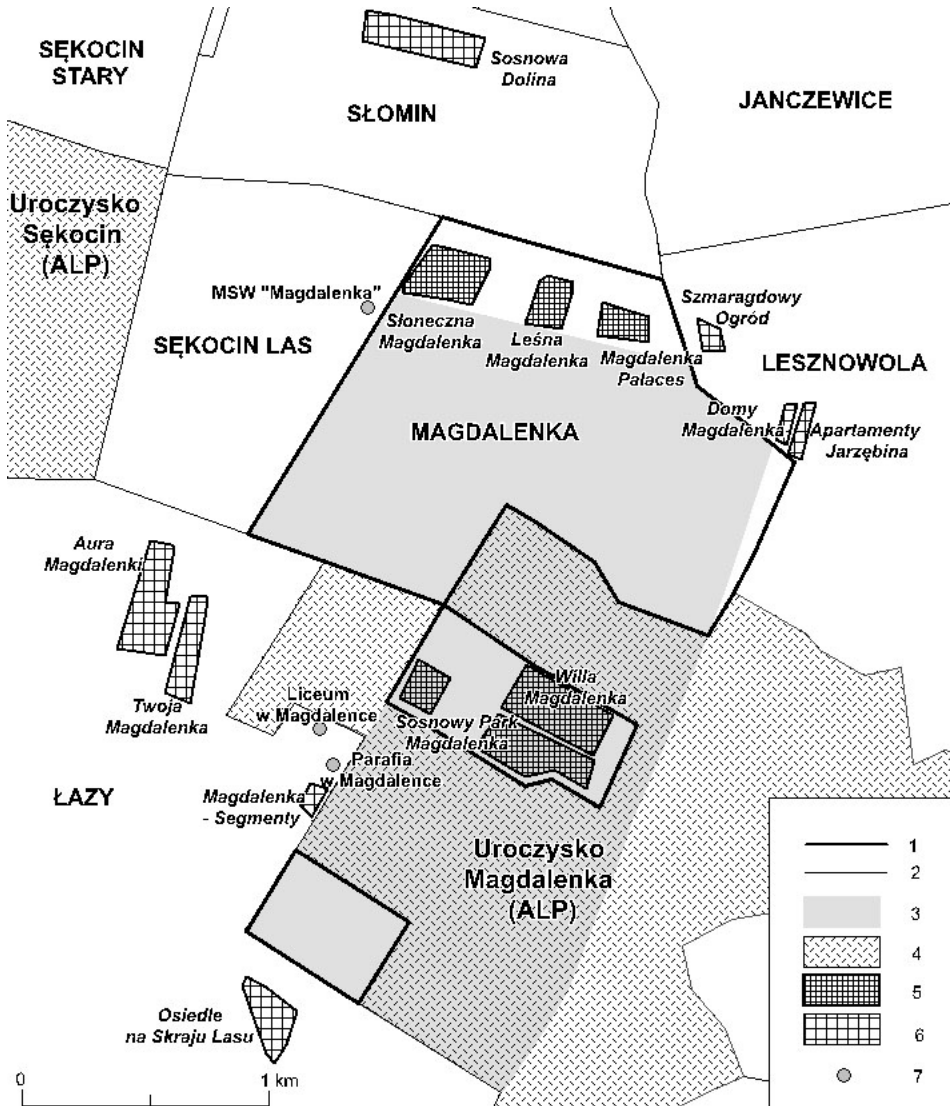 SĘKOCIN
STARY
Sosnowa
Dolina
SŁOMIN
JANCZEWICE
Uroczysko
Sękocin
(ALP)
MSW "Magdalenka"
SĘKOCIN LAS
Słoneczna
Magdalenka
Leśna
Magdalenka
Magdalenka
Pałaces
Szmaragdowy
Ogród
LESZNOWOLA
Domy
Magdalenka
Apartamenty
Jarzębina
MAGDALENKA
Aura
Magdalenki
Twoja
Magdalenka
Liceum
w Magdalence
Willa
Magdalenka
Sosnowy Park
Magdalenka
Parafia
w Magdalence
ŁAZY
Magdalenka
- Segmenty
Uroczysko
Magdalenka
(ALP)
Osiedle
na Skraju Lasu
0
1 km
1
2
3
4
5
6
7